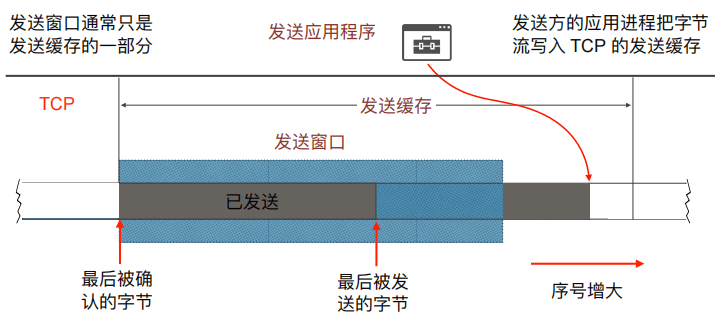 发送窗口通常只是
发送缓存的一部分
发送应用程序
发送方的应用进程把字节
流写入 TCP 的发送缓存
TCP
发送缓存
发送窗口
已发送
最后被确
认的字节
最后被发
送的字节
序号增大